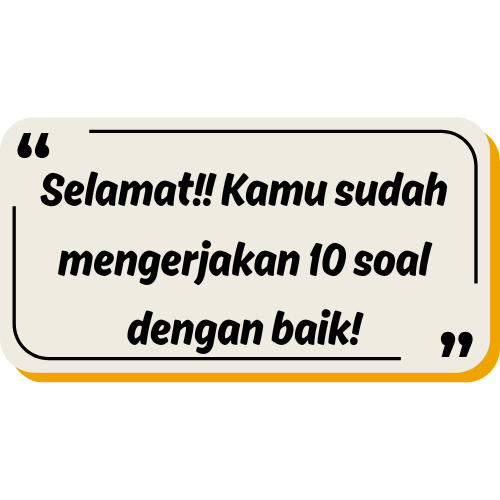 “
Selamat!! Kamu sudah
mengerjakan 10 soal
dengan baik!
”